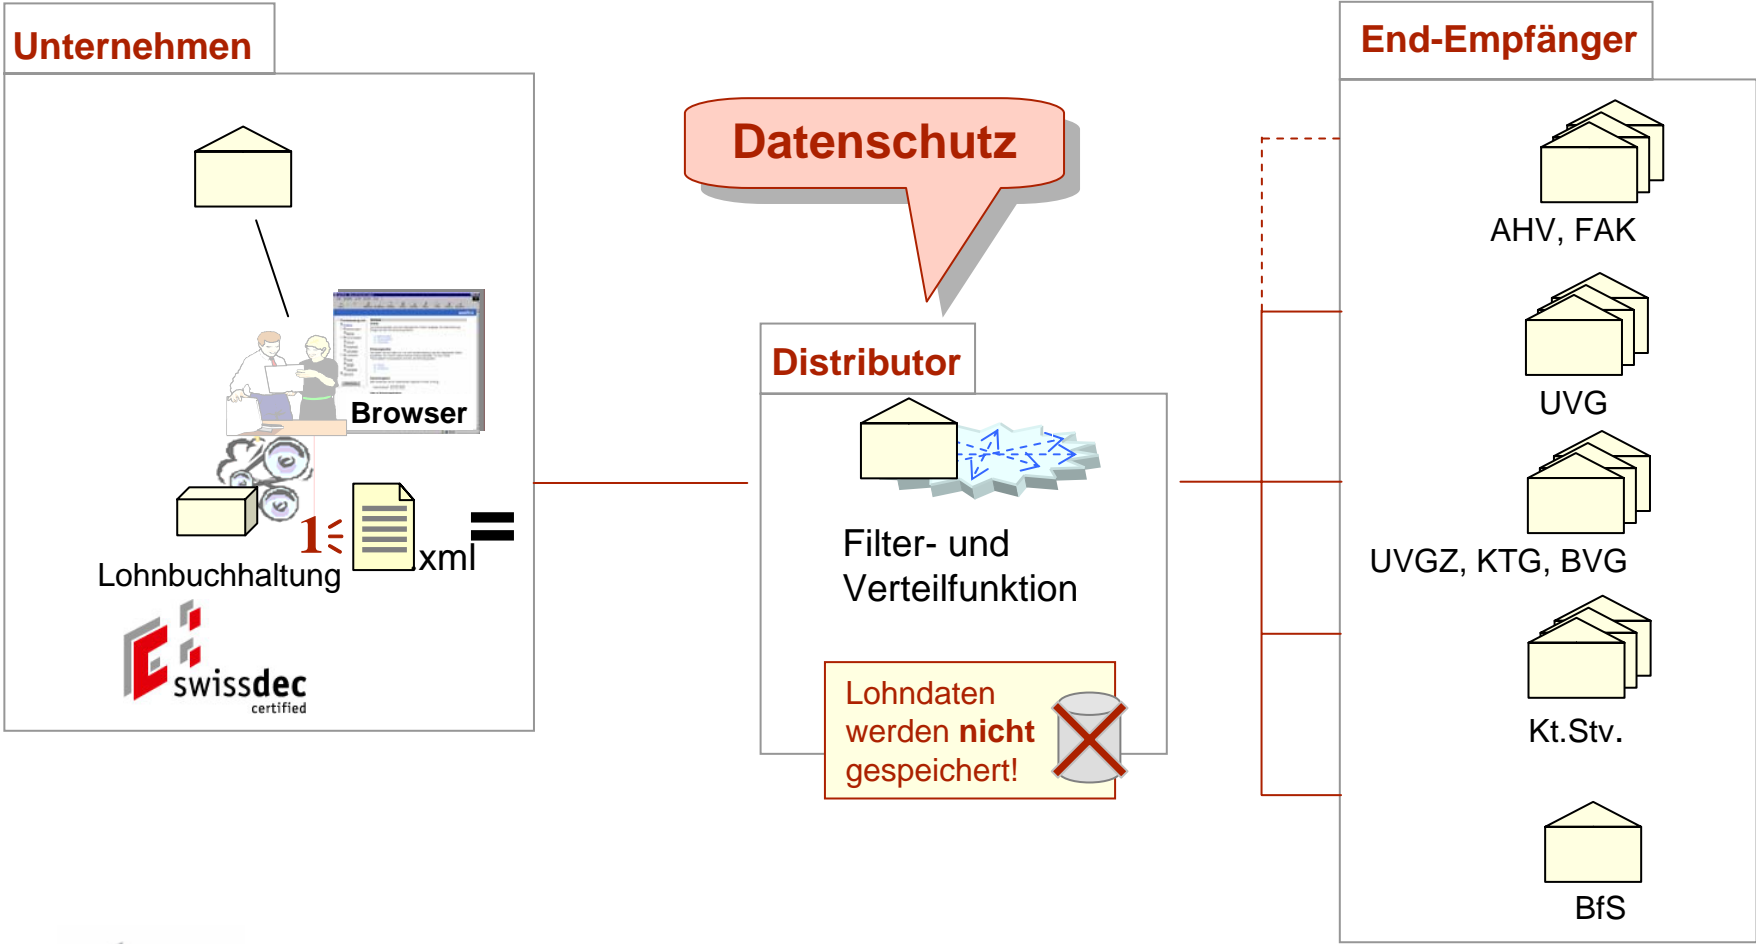 Unternehmen
Browser
1
.xml
=
Lohnbuchhaltung
swissdec
certified
Datenschutz
Distributor
Filter- und
Verteilfunktion
Lohndaten
werden nicht
gespeichert!
End-Empfänger
AHV, FAK
UVG
UVGZ, KTG, BVG
Kt.Stv.
BfS